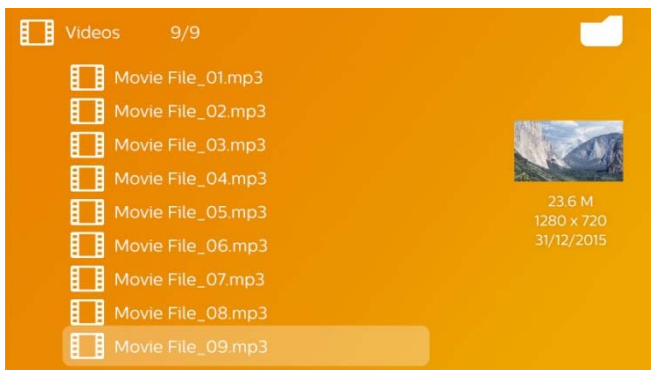 Videos 9/9
Movie File_01.mp3
Movie File_02.mp3
Movie File_03.mp3
Movie File_04.mp3
Movie File_05.mp3
Movie File_06.mp3
Movie File_07.mp3
Movie File_08.mp3
Movie File_09.mp3
23.6 M
1280 x 720
31/12/2015